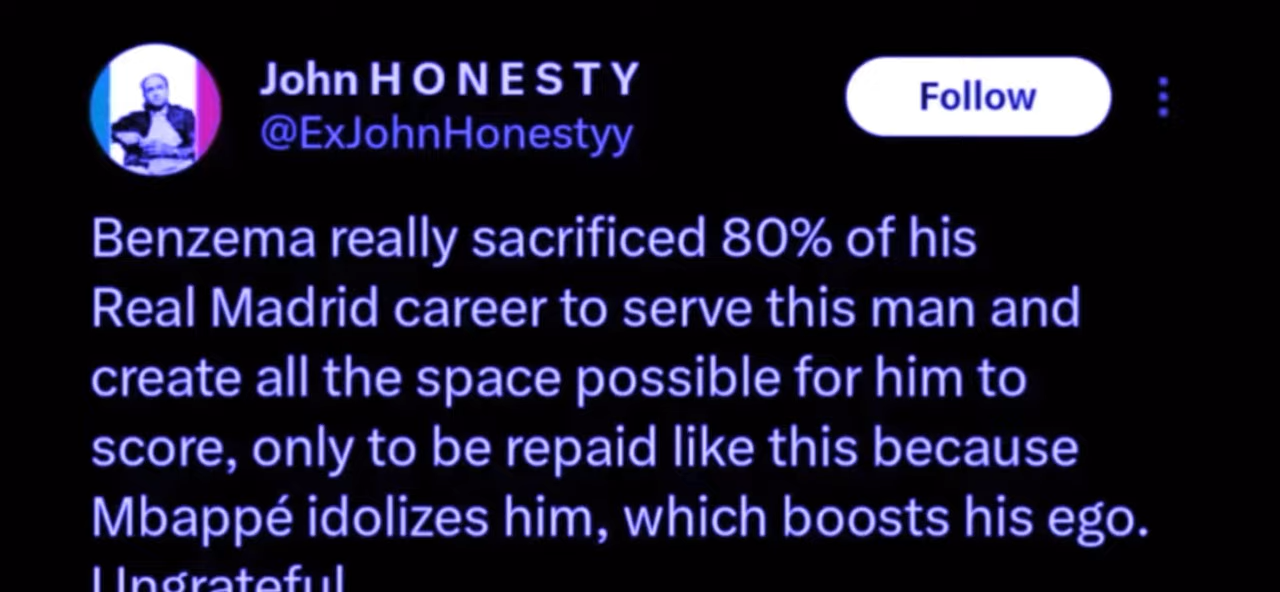 John H O N E S T Y
@ExJohnHonestyy
Follow
Benzema really sacrificed 80% of his
Real Madrid career to serve this man and
create all the space possible for him to
score, only to be repaid like this because
Mbappé idolizes him, which boosts his ego.
Ungrateful